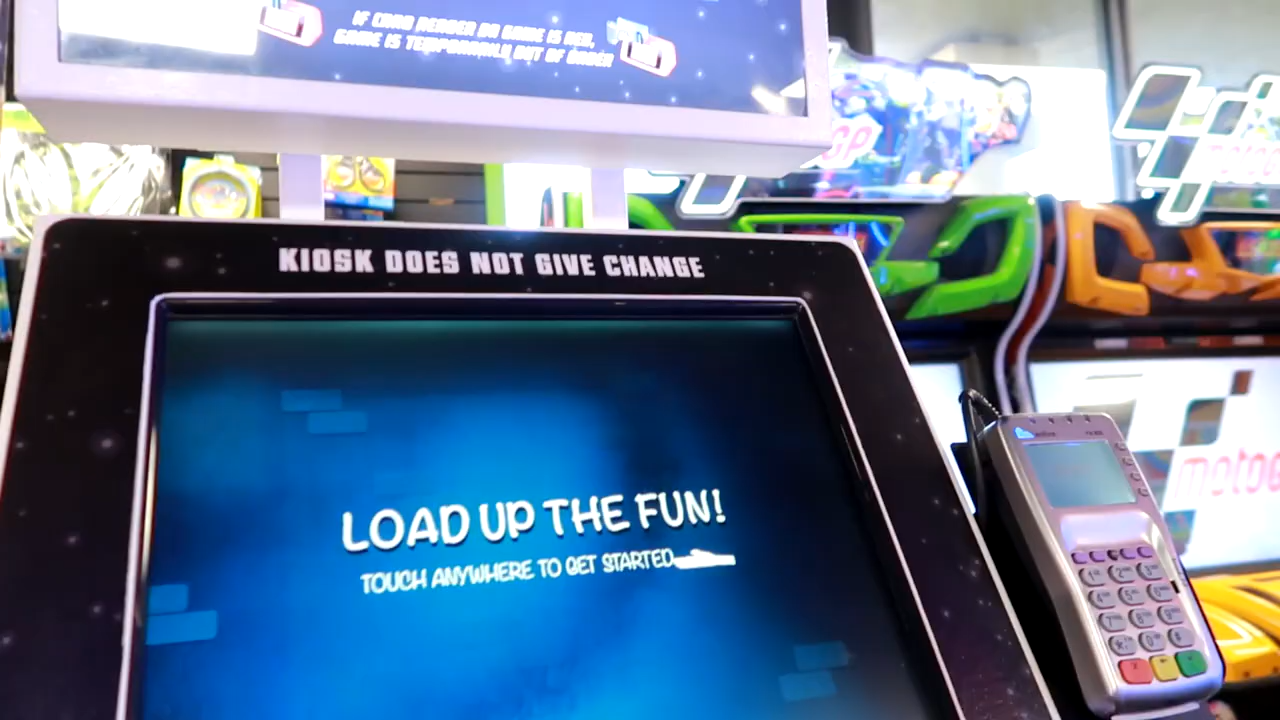 IF CARD READER ON GAME IS RED,
GAME IS TEMPORARILY OUT OF ORDER
GP
KIOSK DOES NOT GIVE CHANGE
LOAD UP THE FUN!
TOUCH ANYWHERE TO GET STARTED